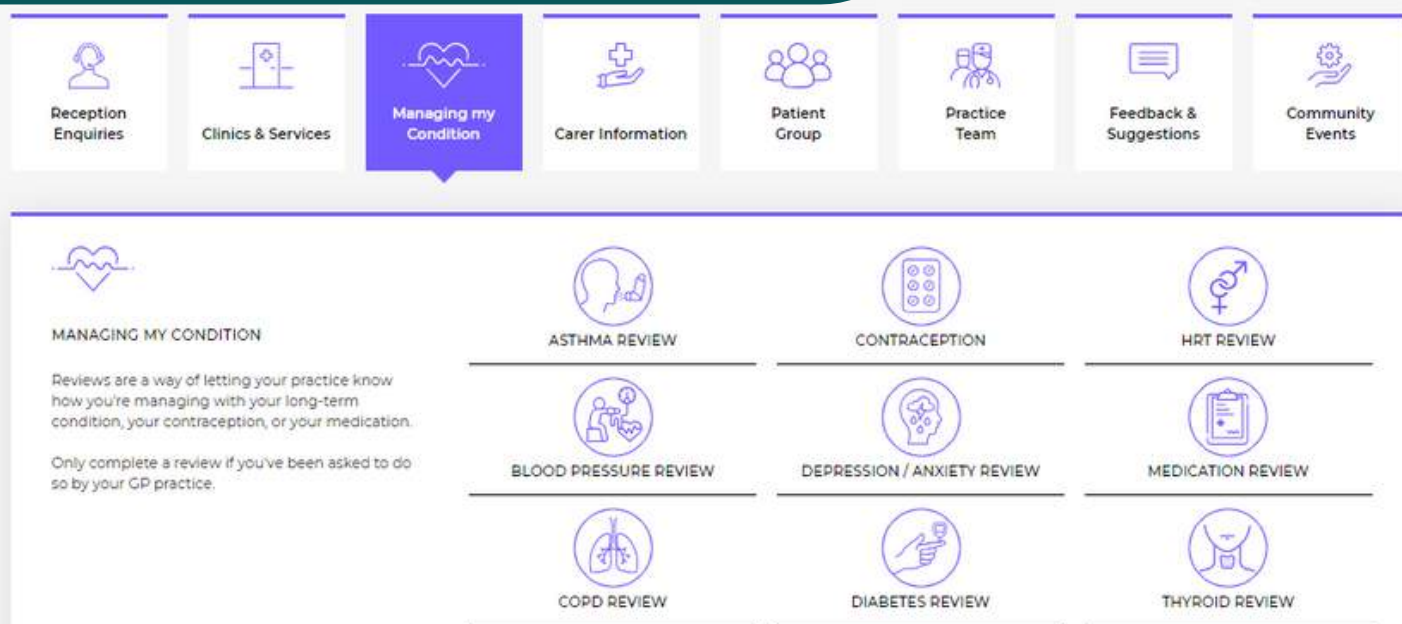 Reception
Enquiries
Clinics & Services
Managing my
Condition
Carer Information
Patient
Group
Practice
Team
Feedback &
Suggestions
Community
Events
MANAGING MY CONDITION
Reviews are a way of letting your practice know
how you're managing with your long-term
condition, your contraception, or your medication.
Only complete a review if you've been asked to do
so by your GP practice.
ASTHMA REVIEW
CONTRACEPTION
HRT REVIEW
BLOOD PRESSURE REVIEW
DEPRESSION / ANXIETY REVIEW
MEDICATION REVIEW
COPD REVIEW
DIABETES REVIEW
THYROID REVIEW